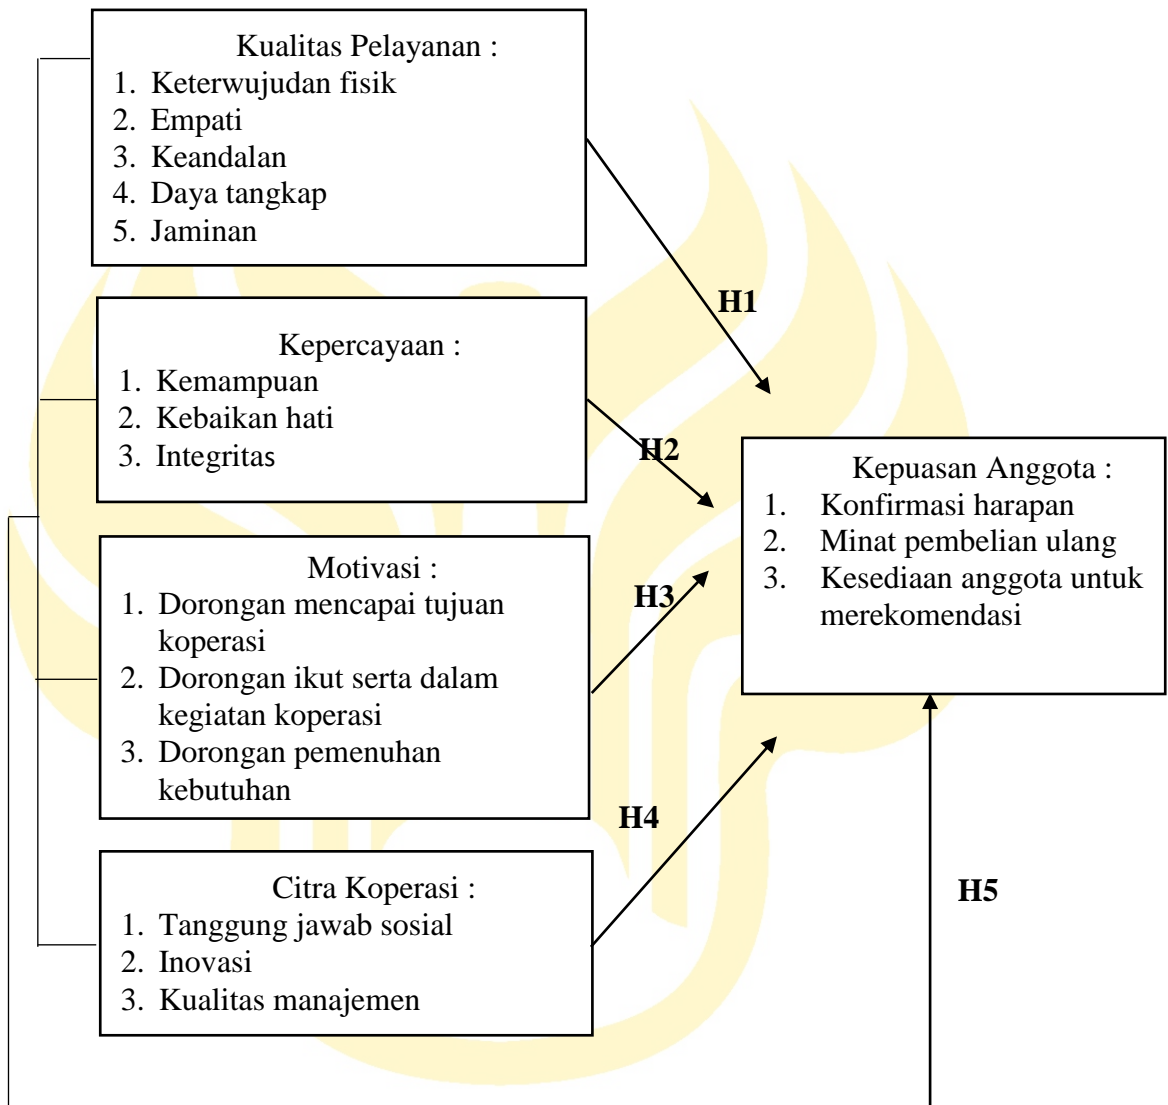 Kualitas Pelayanan :
1. Keterwujudan fisik
2. Empati
3. Keandalan
4. Daya tangkap
5. Jaminan
H1
Kepercayaan :
1. Kemampuan
2. Kebaikan hati
3. Integritas
H2
Kepuasan Anggota :
1. Konfirmasi harapan
2. Minat pembelian ulang
3. Kesediaan anggota untuk
merekomendasi
Motivasi :
1. Dorongan mencapai tujuan
koperasi
2. Dorongan ikut serta dalam
kegiatan koperasi
3. Dorongan pemenuhan
kebutuhan
H3
H4
Citra Koperasi :
1. Tanggung jawab sosial
2. Inovasi
3. Kualitas manajemen
H5